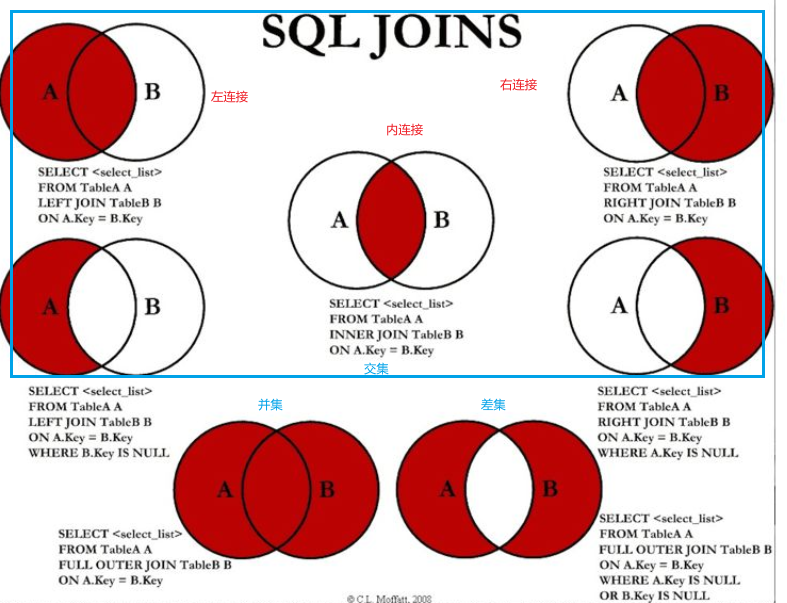 SQL JOINS
A
B
左连接
SELECT <select_list>
FROM TableA A
LEFT JOIN TableB B
ON A.Key = B.Key
右连接
A
B
SELECT <select_list>
FROM TableA A
RIGHT JOIN TableB B
ON A.Key = B.Key
内连接
A
B
SELECT <select_list>
FROM TableA A
INNER JOIN TableB B
ON A.Key = B.Key
A
B
SELECT <select_list>
FROM TableA A
LEFT JOIN TableB B
ON A.Key = B.Key
WHERE B.Key IS NULL
A
B
SELECT <select_list>
FROM TableA A
RIGHT JOIN TableB B
ON A.Key = B.Key
WHERE A.Key IS NULL
交集
并集
A
B
SELECT <select_list>
FROM TableA A
FULL OUTER JOIN TableB B
ON A.Key = B.Key
差集
A
B
SELECT <select_list>
FROM TableA A
FULL OUTER JOIN TableB B
ON A.Key = B.Key
WHERE A.Key IS NULL
OR B.Key IS NULL
© C.L. Moffatt, 2008